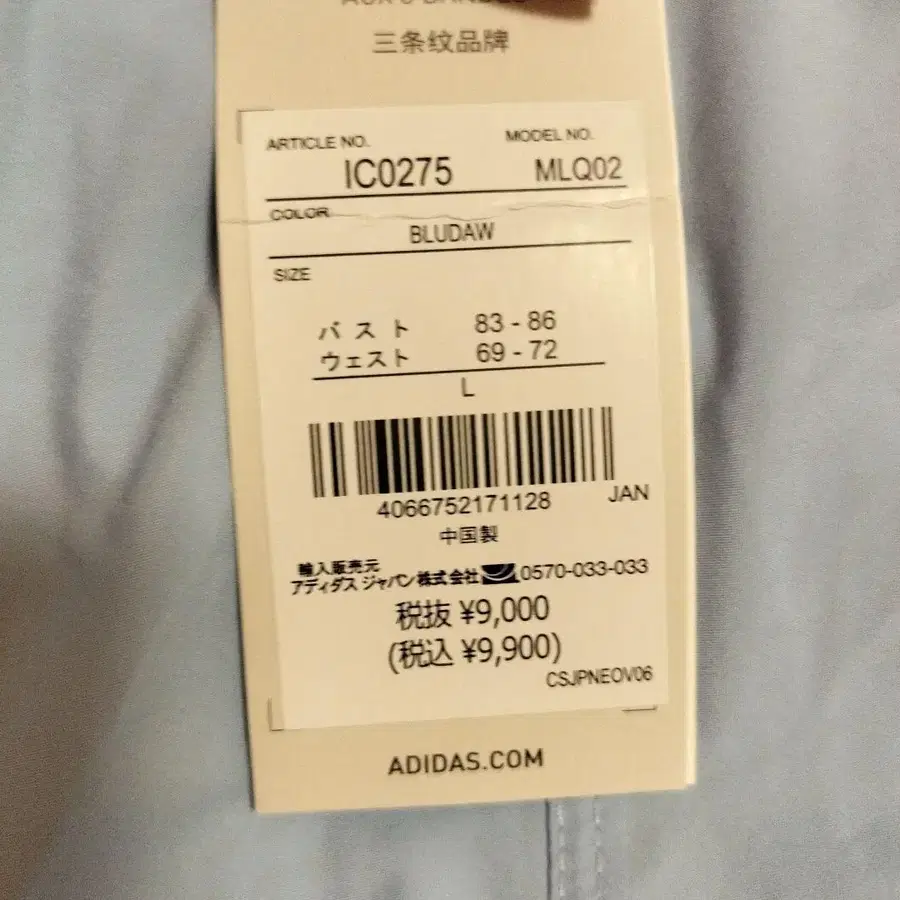 三条纹品牌
ARTICLE NO. MODEL NO.
IC0275 MLQ02
COLOR
BLUDAW
SIZE
バスト 83 - 86
ウェスト 69 - 72
L
4066752171128 JAN
中国製
輸入販売元
アディダス ジャパン株式会社 0570-033-033
税抜 ¥9,000
(税込 ¥9,900)
CSJPNEOV06
ADIDAS.COM